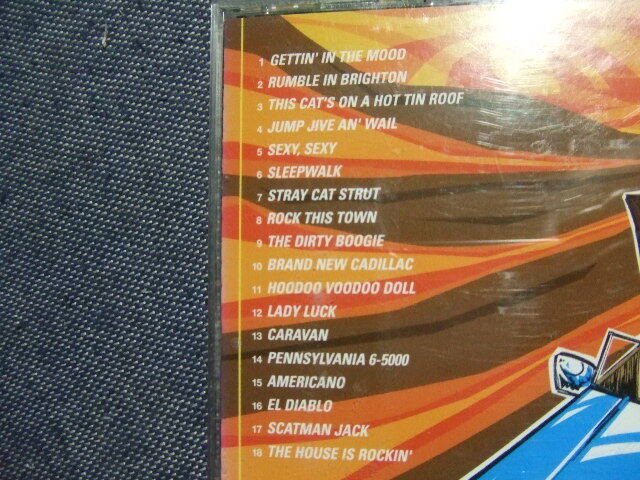 1 GETTIN' IN THE MOOD
2 RUMBLE IN BRIGHTON
3 THIS CAT'S ON A HOT TIN ROOF
4 JUMP JIVE AN' WAIL
5 SEXY, SEXY
6 SLEEPWALK
7 STRAY CAT STRUT
8 ROCK THIS TOWN
9 THE DIRTY BOOGIE
10 BRAND NEW CADILLAC
11 HOODOO VOODOO DOLL
12 LADY LUCK
13 CARAVAN
14 PENNSYLVANIA 6-5000
15 AMERICANO
16 EL DIABLO
17 SCATMAN JACK
18 THE HOUSE IS ROCKIN'